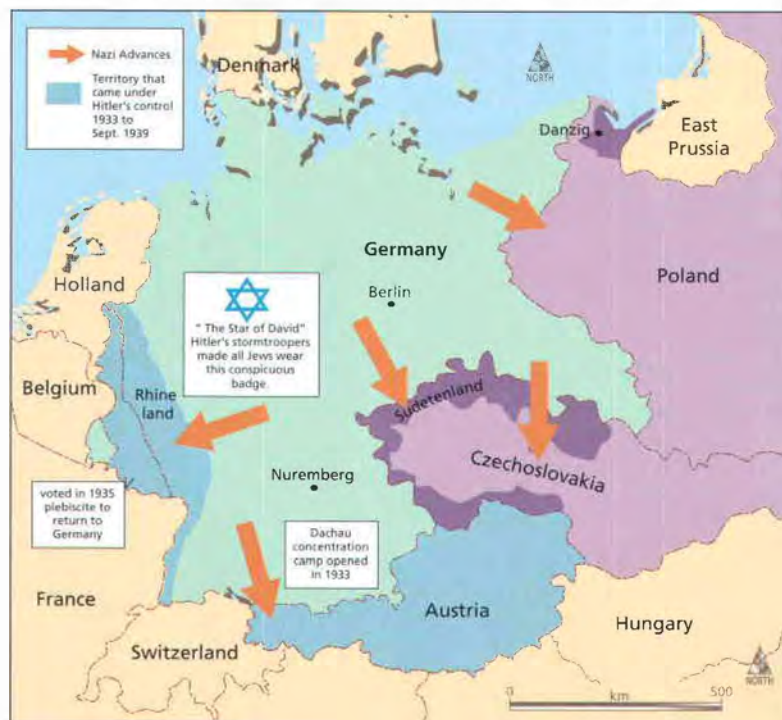 Nazi Advances
Territory that
came under
Hitler's control
1933 to
Sept. 1939
Denmark
NORTH
Danzig
East
Prussia
Germany
Poland
Holland
Berlin
" The Star of David"
Hitler's stormtroopers
made all Jews wear
this conspicuous
badge.
Belgium
Rhine
land
Sudetenland
Czechoslovakia
Nuremberg
voted in 1935
plebiscite to
return to
Germany
Dachau
concentration
camp opened
in 1933
France
Austria
Hungary
Switzerland
NORTH
0 km 500